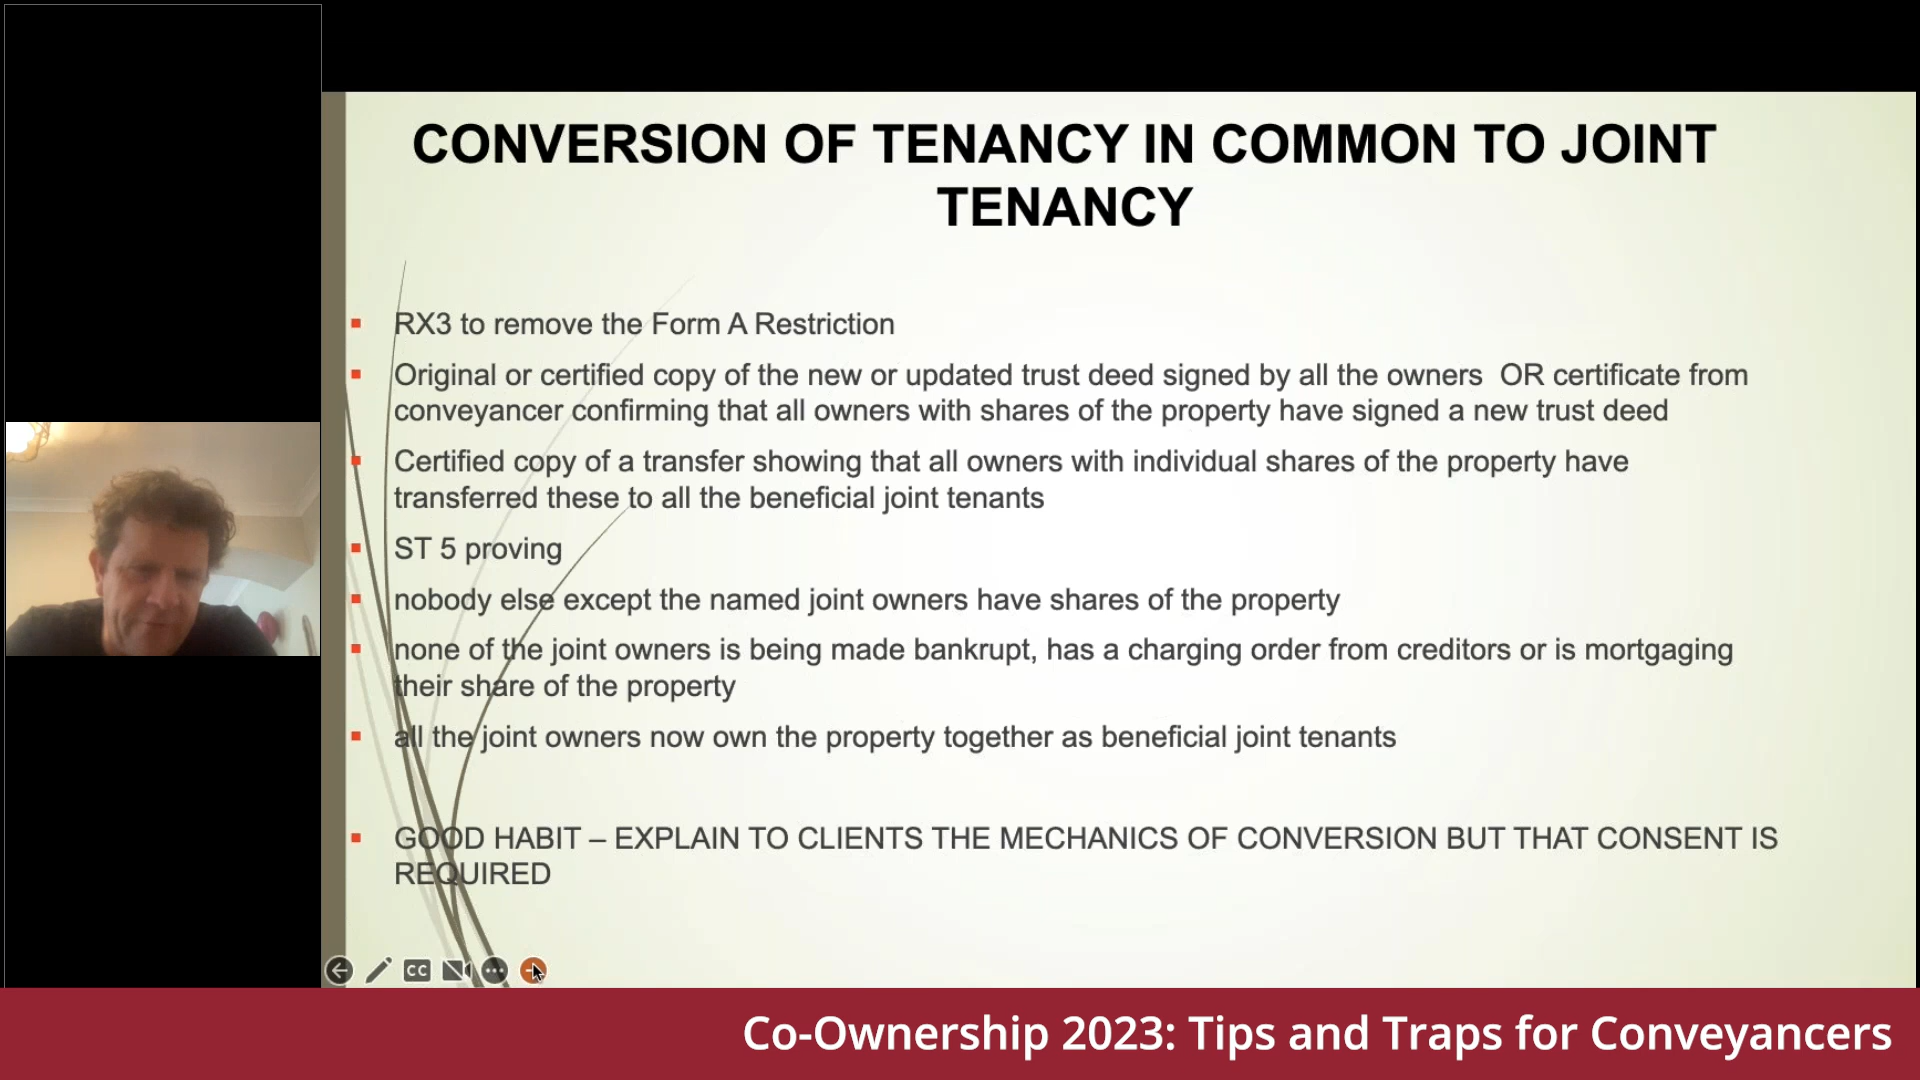 CONVERSION OF TENANCY IN COMMON TO JOINT
TENANCY
RX3 to remove the Form A Restriction
Original or certified copy of the new or updated trust deed signed by all the owners  OR certificate from
conveyancer confirming that all owners with shares of the property have signed a new trust deed
Certified copy of a transfer showing that all owners with individual shares of the property have
transferred these to all the beneficial joint tenants
ST 5 proving
nobody else except the named joint owners have shares of the property
none of the joint owners is being made bankrupt, has a charging order from creditors or is mortgaging
their share of the property
all the joint owners now own the property together as beneficial joint tenants
GOOD HABIT – EXPLAIN TO CLIENTS THE MECHANICS OF CONVERSION BUT THAT CONSENT IS
REQUIRED
CC
Co-Ownership 2023: Tips and Traps for Conveyancers